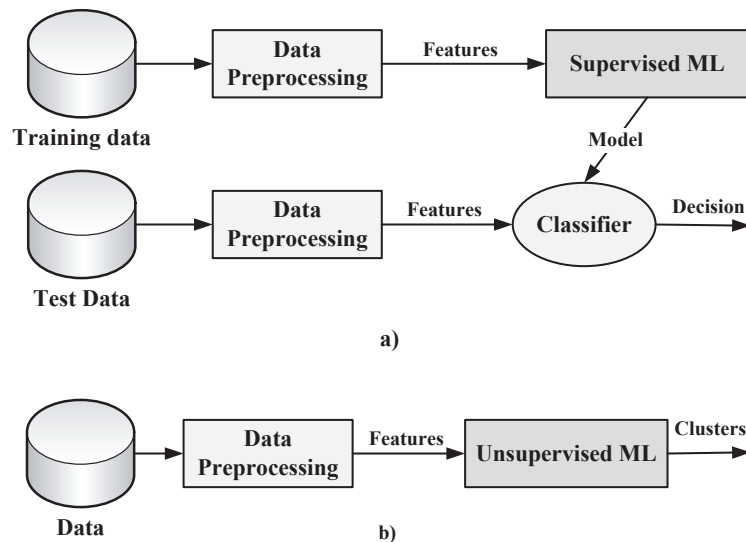 Data
Preprocessing
Features
Supervised ML
Training data
Model
Data
Preprocessing
Features
Classifier
Decision
Test Data
a)
Data
Preprocessing
Features
Unsupervised ML
Clusters
Data
b)